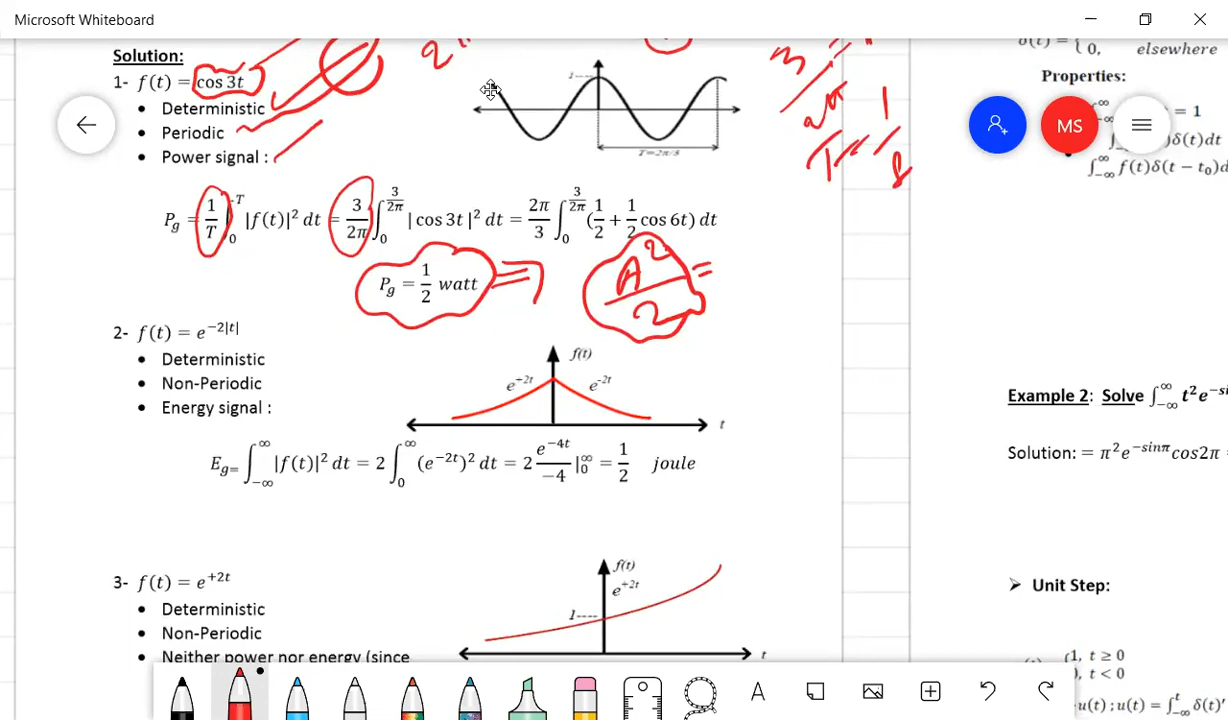 Microsoft Whiteboard
Solution:
1- f(t) = cos 3t
• Deterministic
• Periodic
• Power signal :
1
T=2π/3
P_g = 1/T ∫_0^T |f(t)|² dt = 3/2π ∫_0^{3/2π} | cos 3t |² dt = 2π/3 ∫_0^{3/2π} (1/2 + 1/2 cos 6t) dt
P_g = 1/2 watt
A²/2 =
2- f(t) = e^{−2|t|}
• Deterministic
• Non-Periodic
• Energy signal :
f(t)
e^{+2t}
e^{-2t}
t
E_{g=} ∫_{−∞}^{∞} |f(t)|² dt = 2 ∫_0^∞ (e^{−2t})² dt = 2 e^{−4t}/−4 |_0^∞ = 1/2 joule
3- f(t) = e^{+2t}
• Deterministic
• Non-Periodic
• Neither power nor energy (since
f(t)
e^{+2t}
1----
t
δ(t) = {
0, elsewhere
Properties:
MS
= 1
)δ(t)dt
∫_{−∞}^{∞} f(t)δ(t − t₀)d
Example 2: Solve ∫_{−∞}^{∞} t²e^{−si
Solution: = π²e^{−sinπ}cos2π =
➤ Unit Step:
1, t ≥ 0
, t < 0
u(t) ; u(t) = ∫_{−∞}^t δ(t)'
A